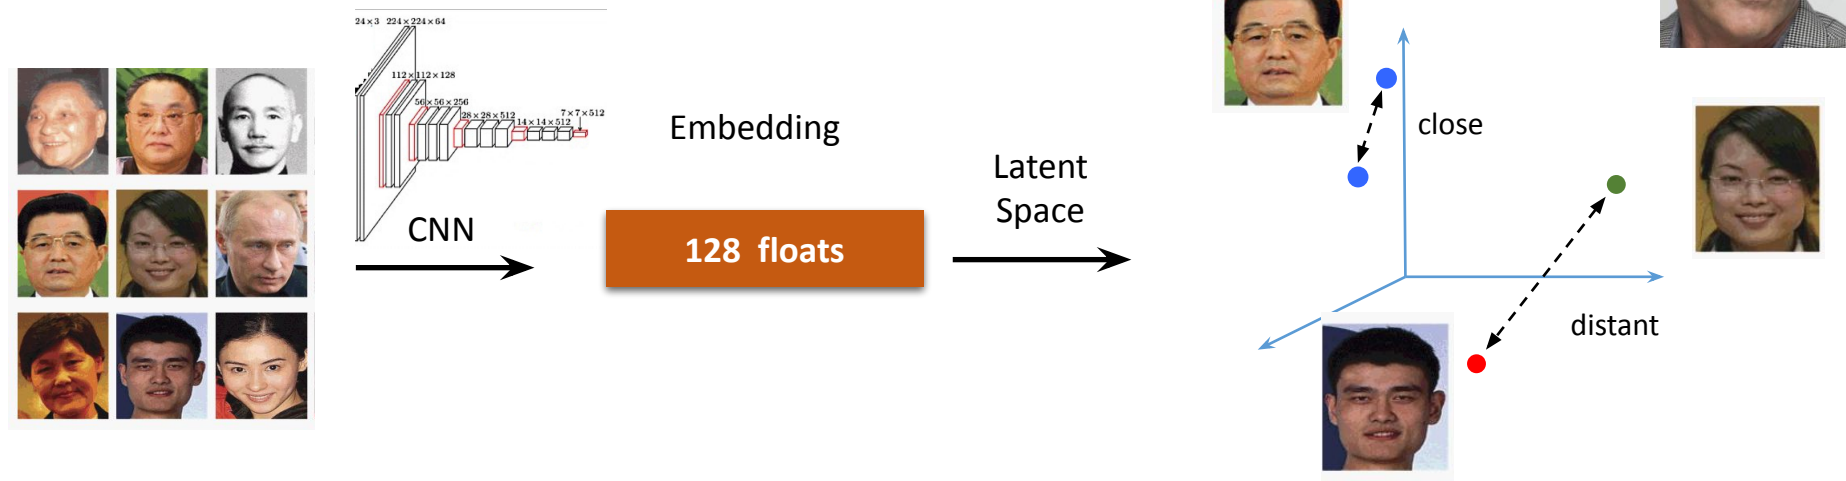 24×3 224×224×64
112×112×128
56×56×256
28×28×512
14×14×512
7×7×512
CNN
Embedding
128 floats
Latent
Space
close
distant